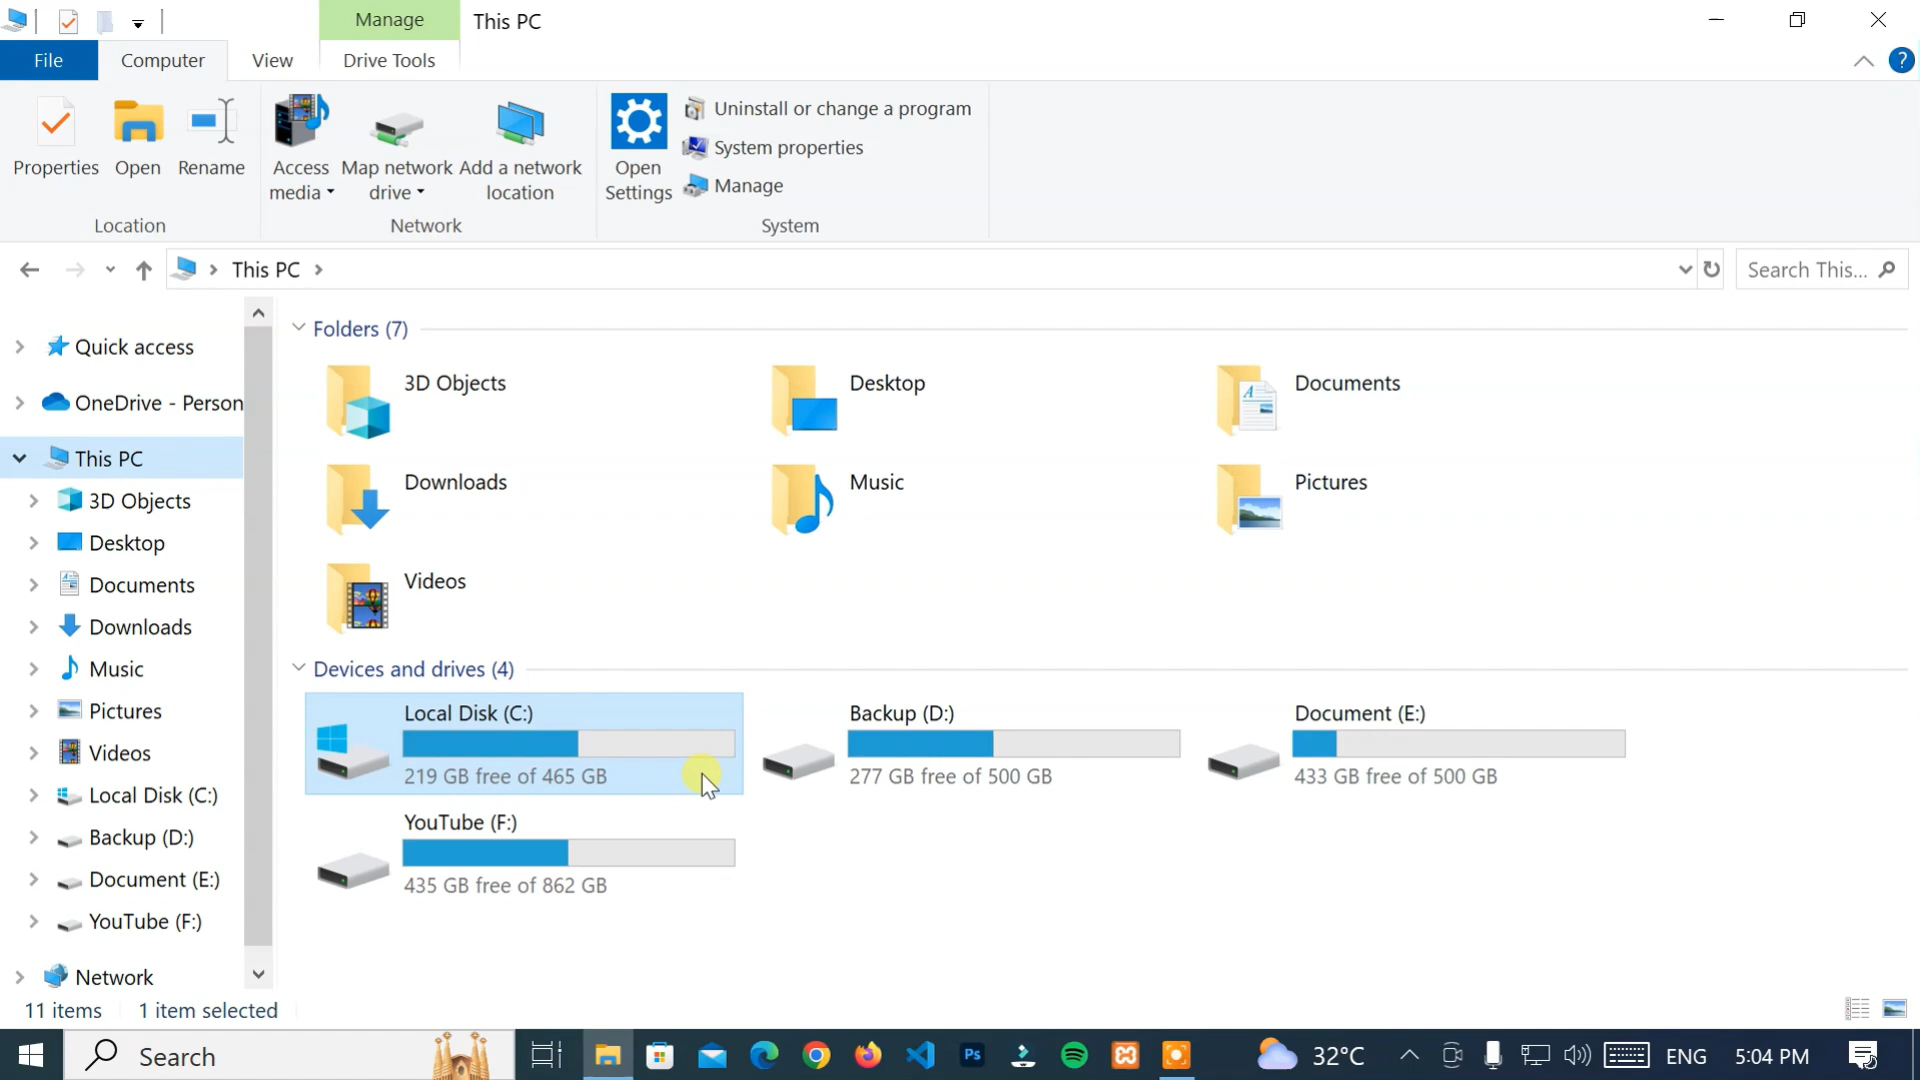 Manage
This PC
File
Computer
View
Drive Tools
Properties
Open
Rename
Access
media
Map network
drive
Add a network
location
Open
Settings
Uninstall or change a program
System properties
Manage
Location
Network
System
This PC
Search This...
Quick access
OneDrive - Person
This PC
3D Objects
Desktop
Documents
Downloads
Music
Pictures
Videos
Local Disk (C:)
Backup (D:)
Document (E:)
YouTube (F:)
Network
Folders (7)
3D Objects
Desktop
Documents
Downloads
Music
Pictures
Videos
Devices and drives (4)
Local Disk (C:)
219 GB free of 465 GB
Backup (D:)
277 GB free of 500 GB
Document (E:)
433 GB free of 500 GB
YouTube (F:)
435 GB free of 862 GB
11 items
1 item selected
Search
Ps
32°C
ENG
5:04 PM